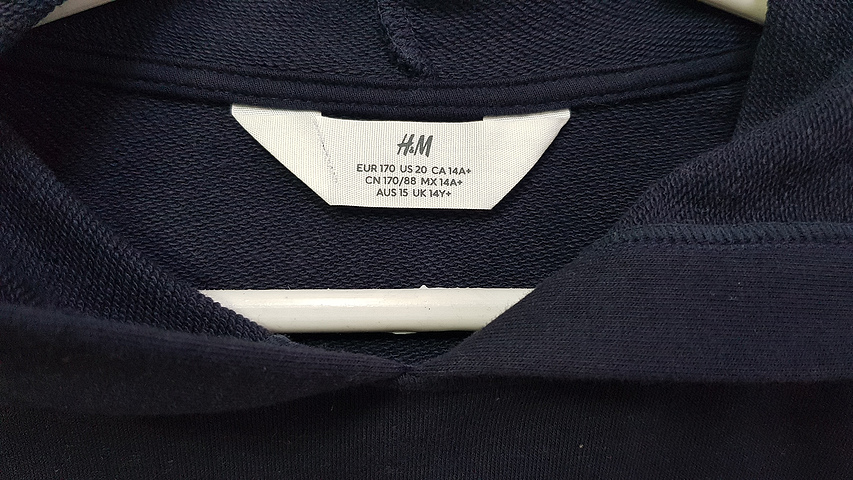 H&M
EUR 170 US 20 CA 14A+
CN 170/88 MX 14A+
AUS 15 UK 14Y+